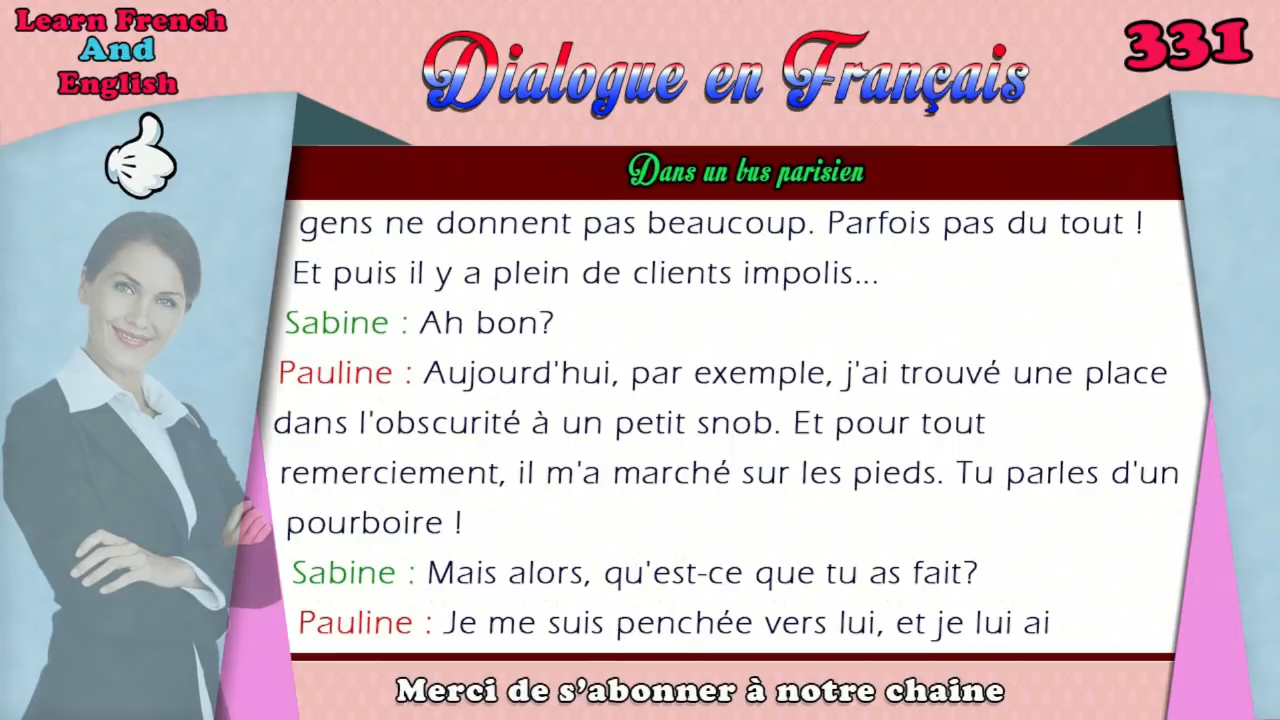 Learn French
And
English
Dialogue en Français
331
Dans un bus parisien
gens ne donnent pas beaucoup. Parfois pas du tout !
Et puis il y a plein de clients impolis...
Sabine : Ah bon?
Pauline : Aujourd'hui, par exemple, j'ai trouvé une place
dans l'obscurité à un petit snob. Et pour tout
remerciement, il m'a marché sur les pieds. Tu parles d'un
pourboire !
Sabine : Mais alors, qu'est-ce que tu as fait?
Pauline : Je me suis penchée vers lui, et je lui ai
Merci de s'abonner à notre chaine